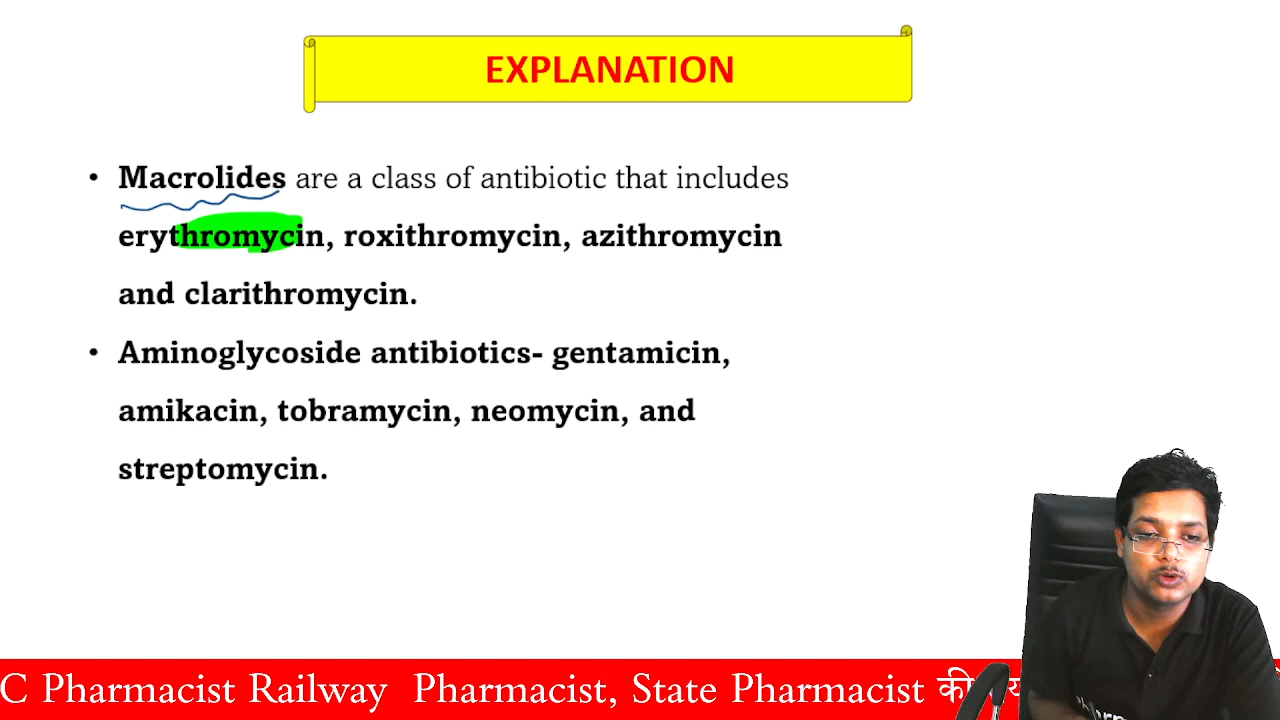 EXPLANATION
• Macrolides are a class of antibiotic that includes
erythromycin, roxithromycin, azithromycin
and clarithromycin.
• Aminoglycoside antibiotics- gentamicin,
amikacin, tobramycin, neomycin, and
streptomycin.
C Pharmacist Railway Pharmacist, State Pharmacist की